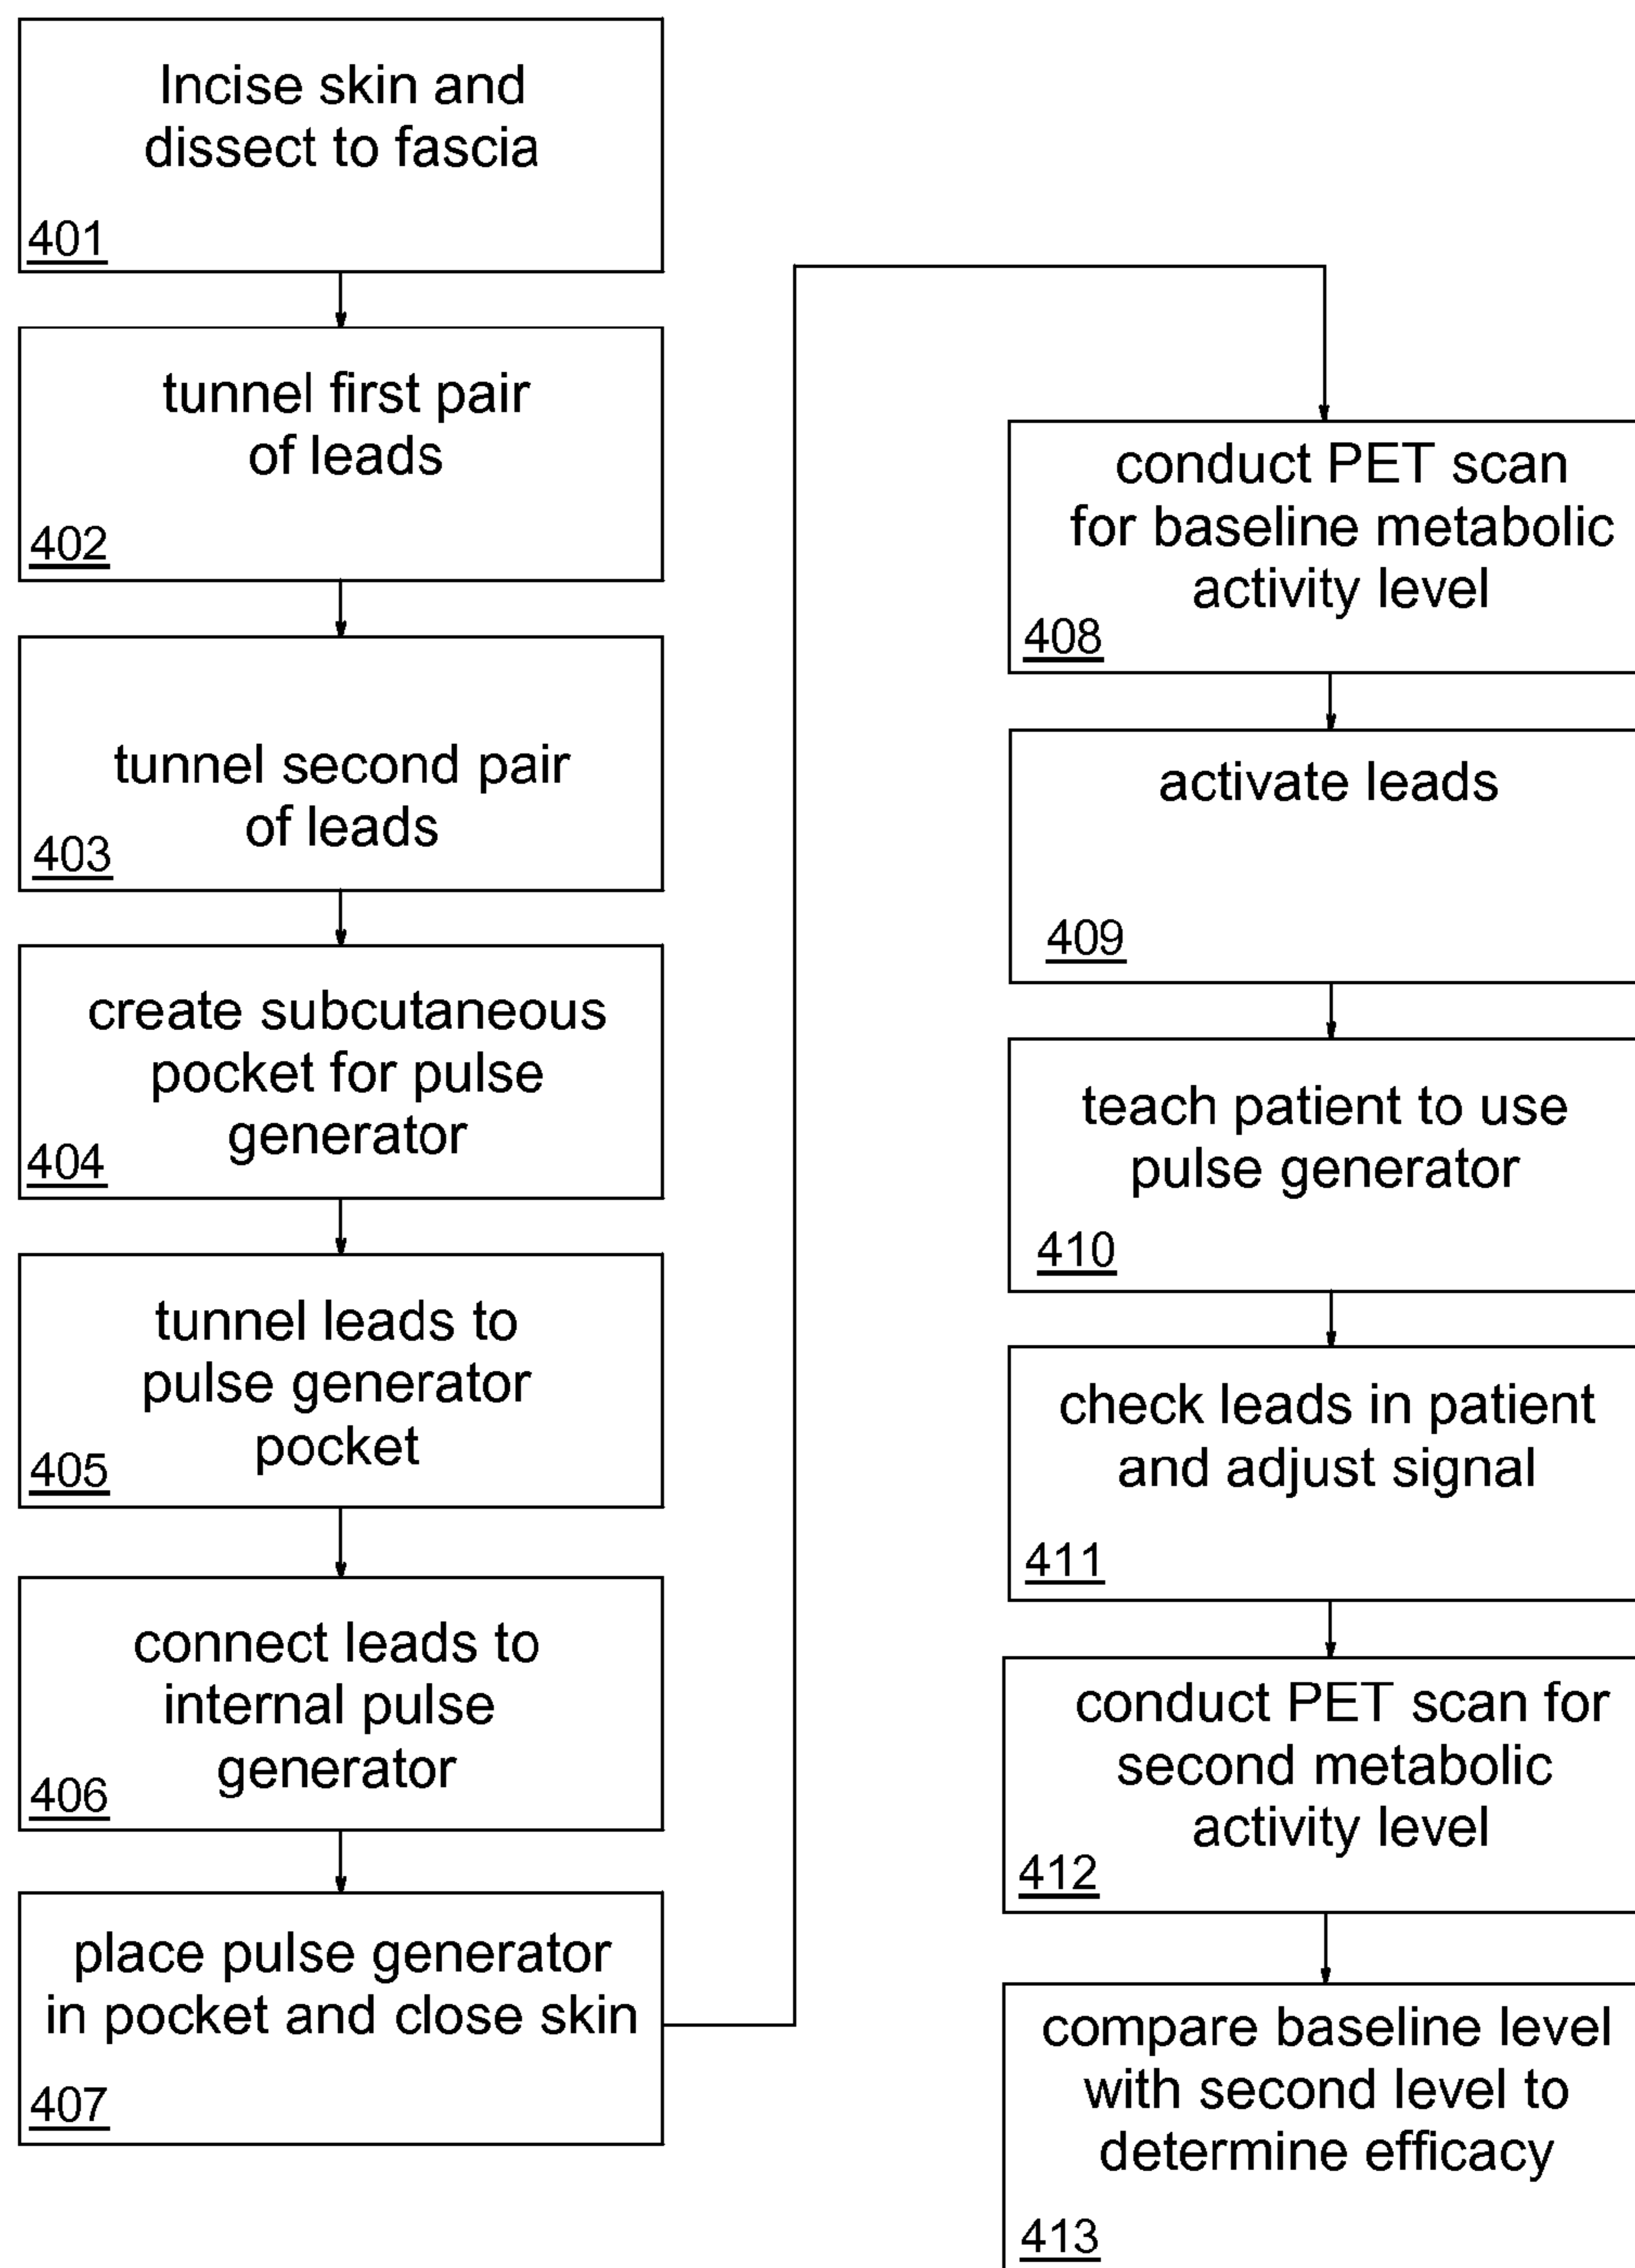 Incise skin and
dissect to fascia
401
tunnel first pair
of leads
402
tunnel second pair
of leads
403
create subcutaneous
pocket for pulse
generator
404
tunnel leads to
pulse generator
pocket
405
connect leads to
internal pulse
generator
406
place pulse generator
in pocket and close skin
407
conduct PET scan
for baseline metabolic
activity level
408
activate leads
409
teach patient to use
pulse generator
410
check leads in patient
and adjust signal
411
conduct PET scan for
second metabolic
activity level
412
compare baseline level
with second level to
determine efficacy
413